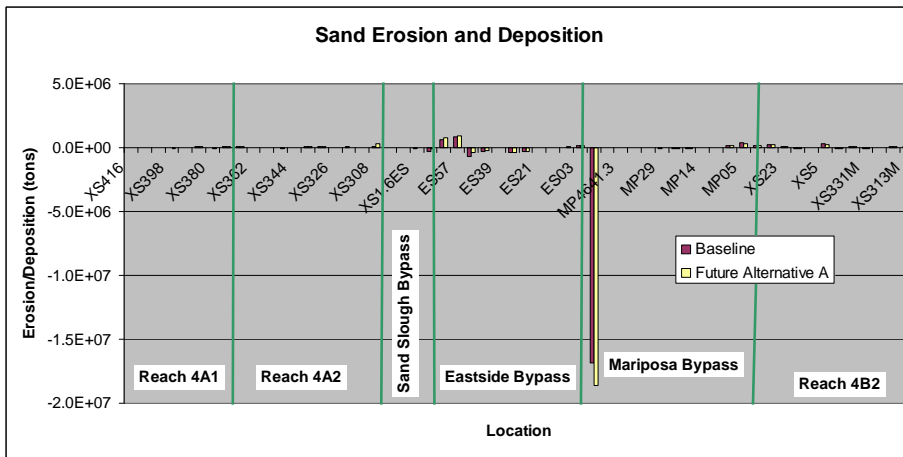 Sand Erosion and Deposition
5.0E+06
0.0E+00
-5.0E+06
-1.0E+07
-1.5E+07
-2.0E+07
Erosion/Deposition (tons)
XS416
XS398
XS380
XS362
XS344
XS326
XS308
XS1.6ES
ES57
ES39
ES21
ES03
MP4641.3
MP29
MP14
MP05
XS23
XS5
XS331M
XS313M
Baseline
Future Alternative A
Reach 4A1
Reach 4A2
Sand Slough Bypass
Eastside Bypass
Mariposa Bypass
Reach 4B2
Location